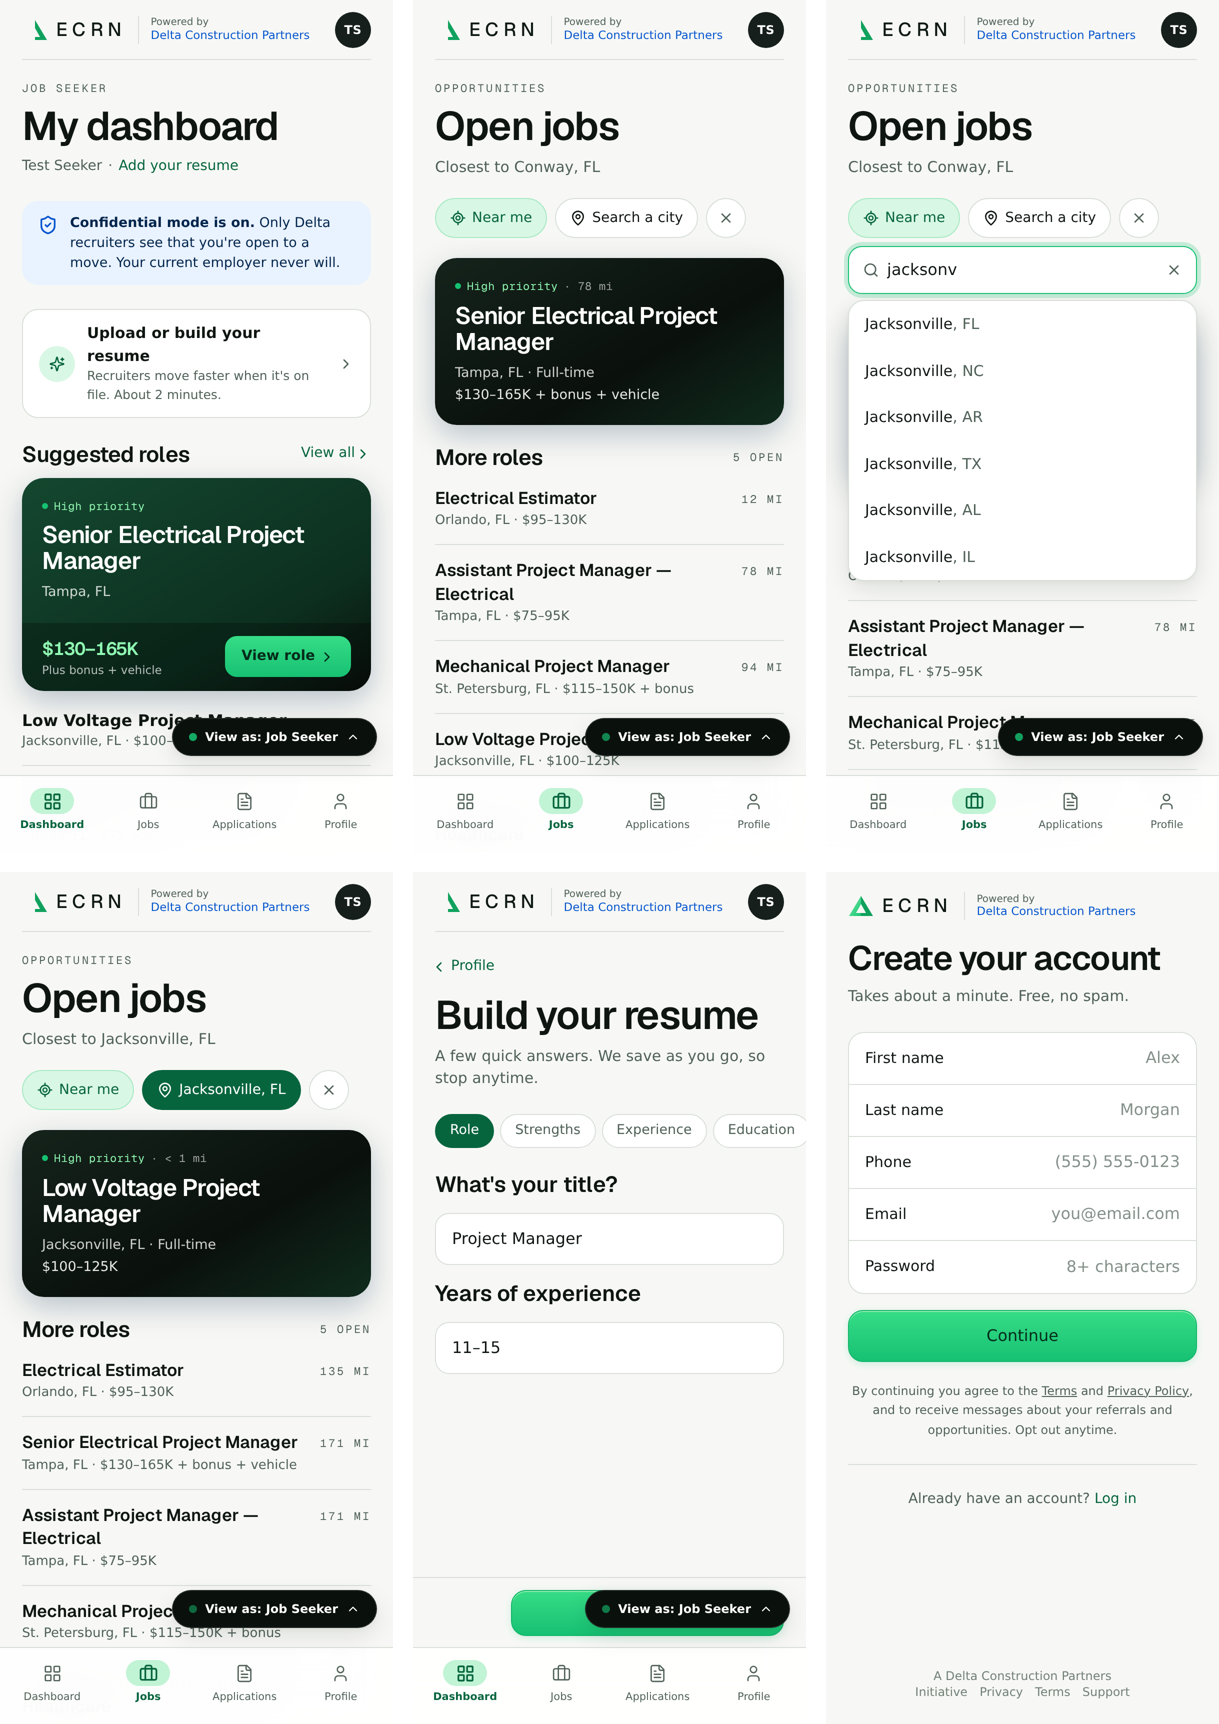 ECRN
Powered by
Delta Construction Partners
TS
JOB SEEKER
My dashboard
Test Seeker · Add your resume
Confidential mode is on. Only Delta
recruiters see that you're open to a
move. Your current employer never will.
Upload or build your
resume
Recruiters move faster when it's on
file. About 2 minutes.
Suggested roles
View all
High priority
Senior Electrical Project
Manager
Tampa, FL
$130–165K
Plus bonus + vehicle
View role
Low Voltage Project Manager
Jacksonville, FL · $100-
View as: Job Seeker
Dashboard
Jobs
Applications
Profile
ECRN
Powered by
Delta Construction Partners
TS
OPPORTUNITIES
Open jobs
Closest to Conway, FL
Near me
Search a city
High priority · 78 mi
Senior Electrical Project
Manager
Tampa, FL · Full-time
$130–165K + bonus + vehicle
More roles
5 OPEN
Electrical Estimator
12 MI
Orlando, FL · $95–130K
Assistant Project Manager —
Electrical
78 MI
Tampa, FL · $75–95K
Mechanical Project Manager
94 MI
St. Petersburg, FL · $115–150K + bonus
Low Voltage Projec
Jacksonville, FL · $100–125K
View as: Job Seeker
Dashboard
Jobs
Applications
Profile
ECRN
Powered by
Delta Construction Partners
TS
OPPORTUNITIES
Open jobs
Closest to Conway, FL
Near me
Search a city
jacksonv
Jacksonville, FL
Jacksonville, NC
Jacksonville, AR
Jacksonville, TX
Jacksonville, AL
Jacksonville, IL
Assistant Project Manager —
Electrical
78 MI
Tampa, FL · $75–95K
Mechanical Project M
St. Petersburg, FL · $11
View as: Job Seeker
Dashboard
Jobs
Applications
Profile
ECRN
Powered by
Delta Construction Partners
TS
OPPORTUNITIES
Open jobs
Closest to Jacksonville, FL
Near me
Jacksonville, FL
High priority · < 1 mi
Low Voltage Project
Manager
Jacksonville, FL · Full-time
$100–125K
More roles
5 OPEN
Electrical Estimator
135 MI
Orlando, FL · $95–130K
Senior Electrical Project Manager
171 MI
Tampa, FL · $130–165K + bonus + vehicle
Assistant Project Manager —
Electrical
171 MI
Tampa, FL · $75–95K
Mechanical Projec
St. Petersburg, FL · $115–150K + bonus
View as: Job Seeker
Dashboard
Jobs
Applications
Profile
ECRN
Powered by
Delta Construction Partners
TS
Profile
Build your resume
A few quick answers. We save as you go, so
stop anytime.
Role
Strengths
Experience
Education
What's your title?
Project Manager
Years of experience
11–15
View as: Job Seeker
Dashboard
Jobs
Applications
Profile
ECRN
Powered by
Delta Construction Partners
Create your account
Takes about a minute. Free, no spam.
First name
Alex
Last name
Morgan
Phone
(555) 555-0123
Email
you@email.com
Password
8+ characters
Continue
By continuing you agree to the Terms and Privacy Policy,
and to receive messages about your referrals and
opportunities. Opt out anytime.
Already have an account? Log in
A Delta Construction Partners
Initiative Privacy Terms Support